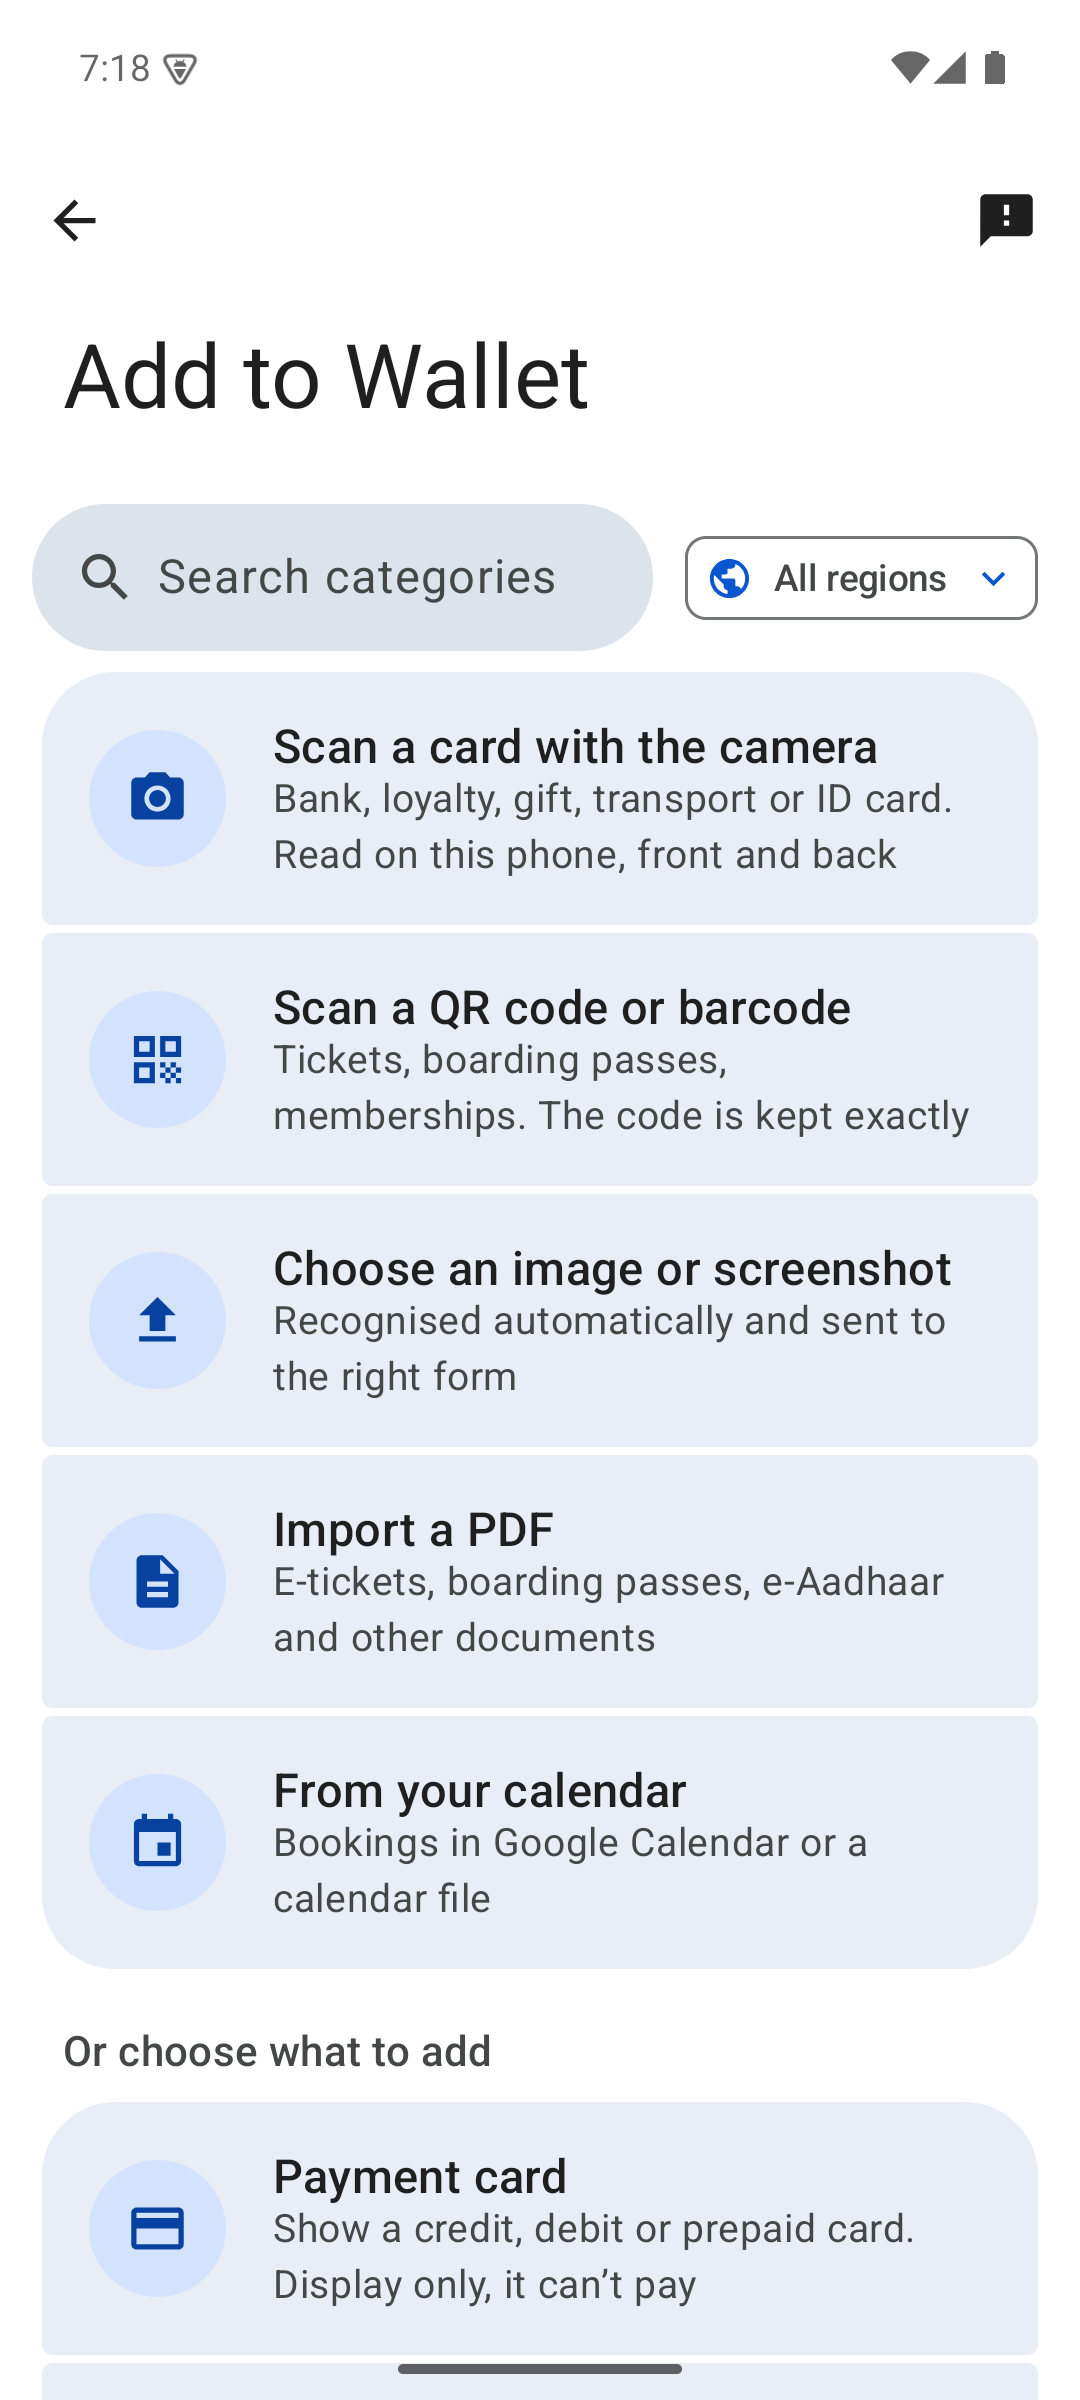 7:18
Add to Wallet
Search categories
All regions
Scan a card with the camera
Bank, loyalty, gift, transport or ID card.
Read on this phone, front and back
Scan a QR code or barcode
Tickets, boarding passes,
memberships. The code is kept exactly
Choose an image or screenshot
Recognised automatically and sent to
the right form
Import a PDF
E-tickets, boarding passes, e-Aadhaar
and other documents
From your calendar
Bookings in Google Calendar or a
calendar file
Or choose what to add
Payment card
Show a credit, debit or prepaid card.
Display only, it can’t pay